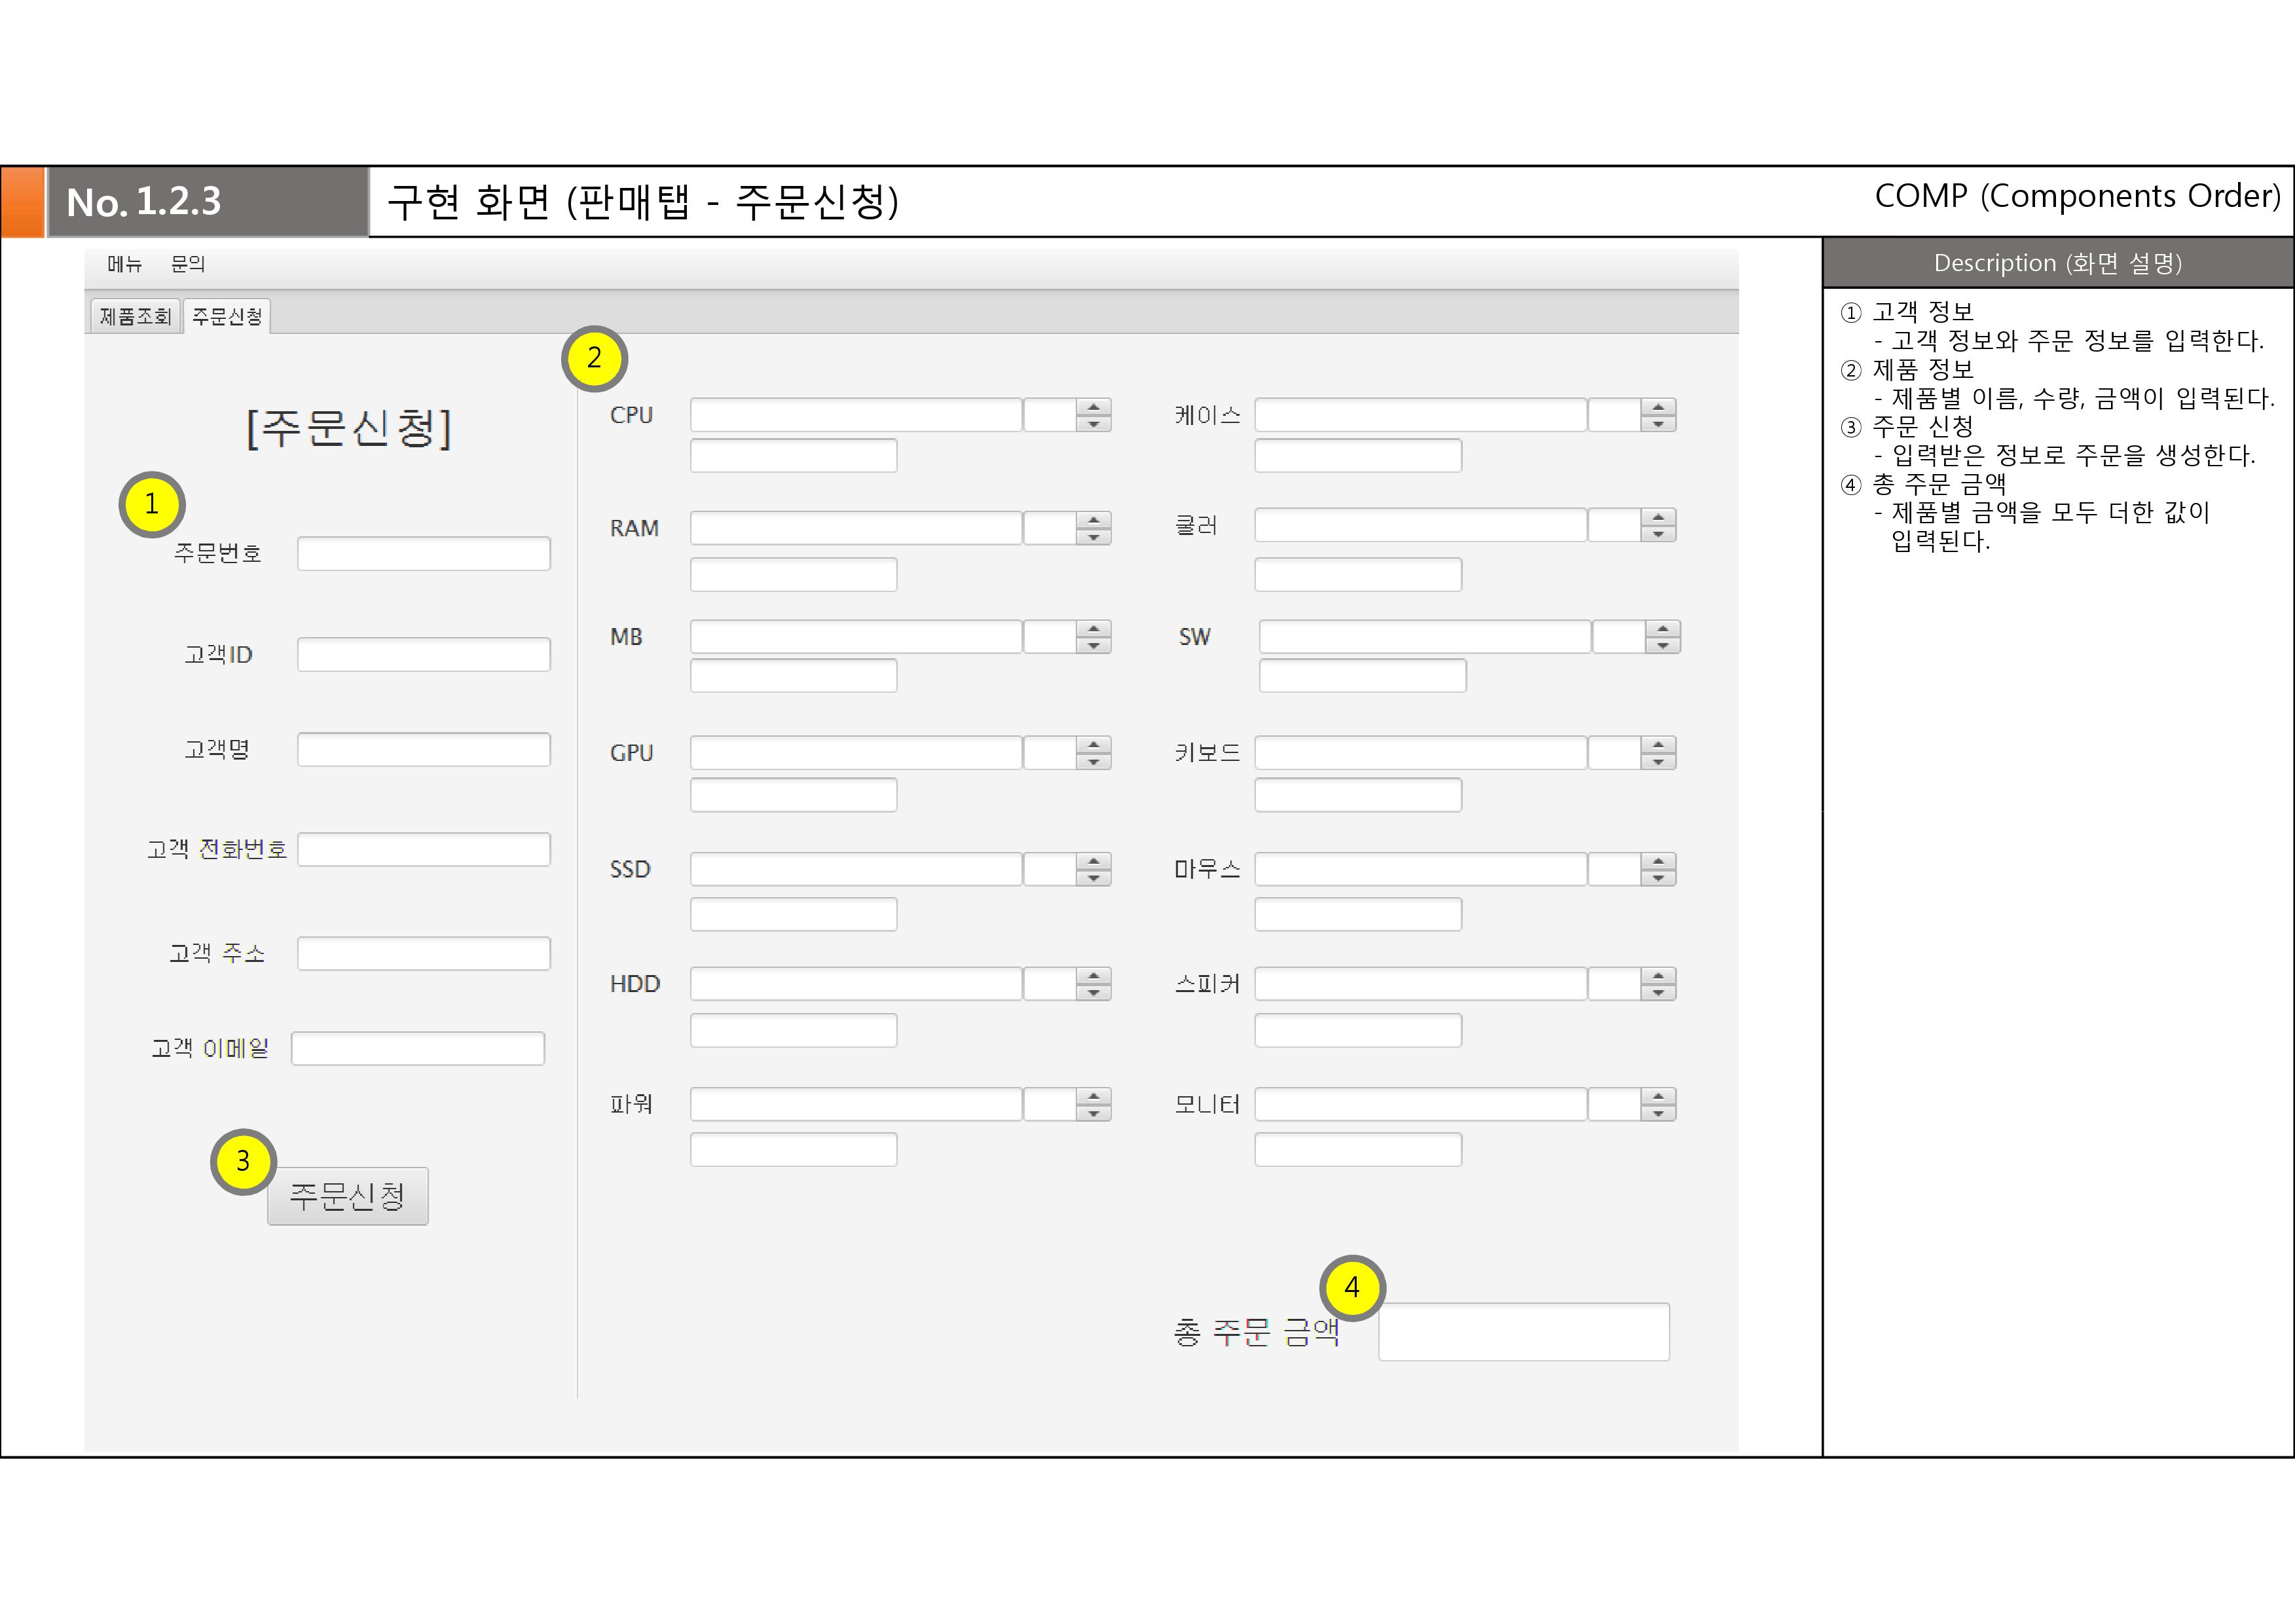 No. 1.2.3
구현 화면 (판매탭 - 주문신청)
COMP (Components Order)
메뉴 문의
제품조회 주문신청
[주문신청]
1
주문번호
고객ID
고객명
고객 전화번호
고객 주소
고객 이메일
3
주문신청
2
CPU
RAM
MB
GPU
SSD
HDD
파워
케이스
쿨러
SW
키보드
마우스
스피커
모니터
4
총 주문 금액
Description (화면 설명)
① 고객 정보
- 고객 정보와 주문 정보를 입력한다.
② 제품 정보
- 제품별 이름, 수량, 금액이 입력된다.
③ 주문 신청
- 입력받은 정보로 주문을 생성한다.
④ 총 주문 금액
- 제품별 금액을 모두 더한 값이
입력된다.